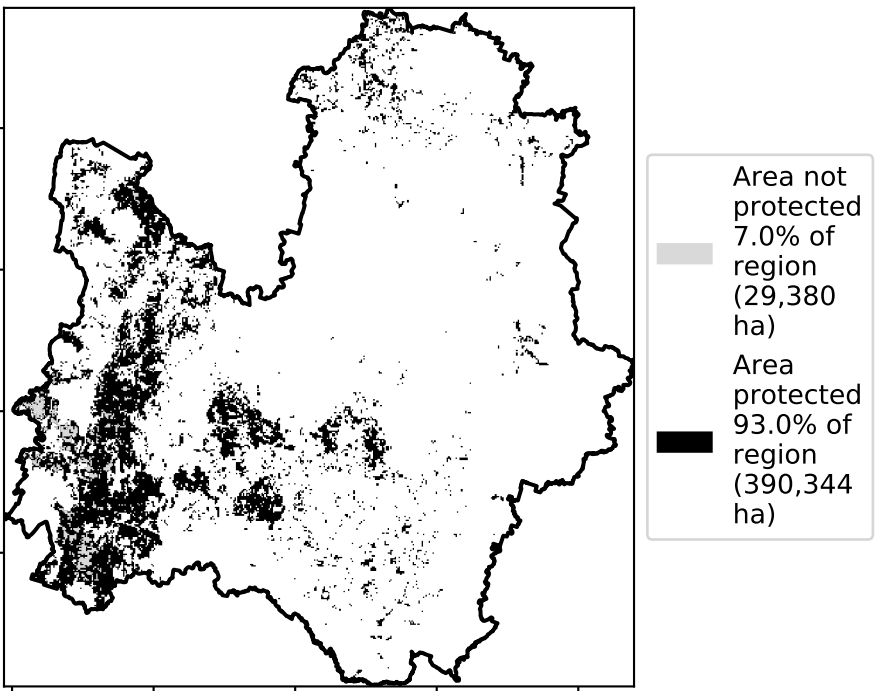 Area not
protected
7.0% of
region
(29,380
ha)
Area
protected
93.0% of
region
(390,344
ha)